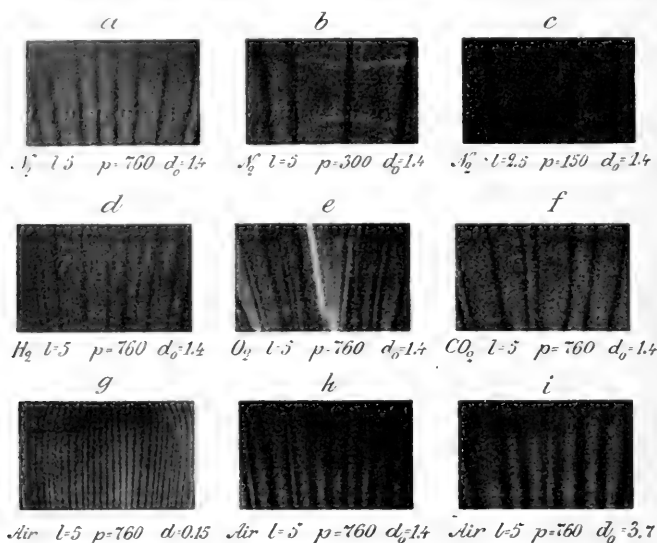 a b c
N₂ l=5 p=760 d₀=1.4 N₂ l=5 p=300 d₀=1.4 N₂ l=2.5 p=150 d₀=1.4
d e f
H₂ l=5 p=760 d₀=1.4 O₂ l=5 p=760 d₀=1.4 CO₂ l=5 p=760 d₀=1.4
g h i
Air l=5 p=760 d=0.15 Air l=5 p=760 d₀=1.4 Air l=5 p=760 d₀=3.7